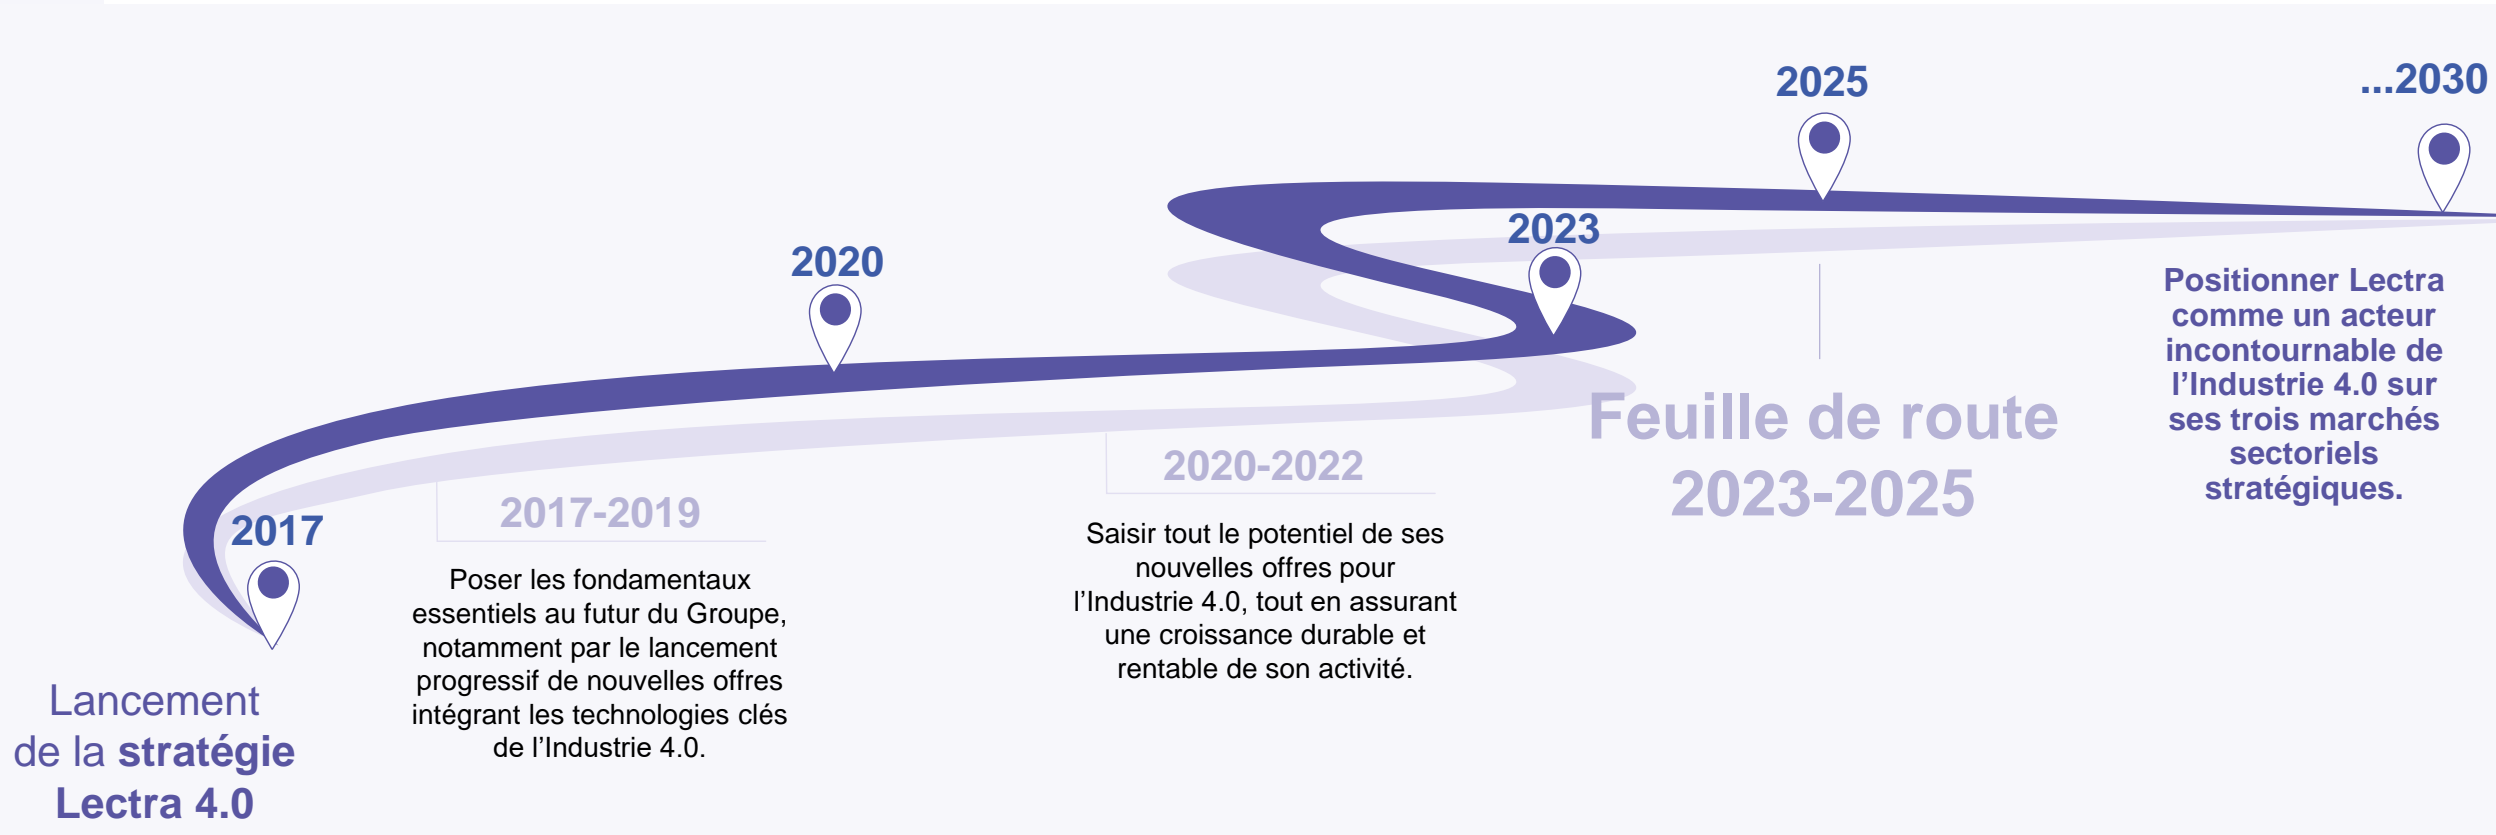 2017
Lancement
de la stratégie
Lectra 4.0
2017-2019
Poser les fondamentaux
essentiels au futur du Groupe,
notamment par le lancement
progressif de nouvelles offres
intégrant les technologies clés
de l’Industrie 4.0.
2020
2020-2022
Saisir tout le potentiel de ses
nouvelles offres pour
l’Industrie 4.0, tout en assurant
une croissance durable et
rentable de son activité.
2023
2025
Feuille de route
2023-2025
...2030
Positionner Lectra
comme un acteur
incontournable de
l’Industrie 4.0 sur
ses trois marchés
sectoriels
stratégiques.